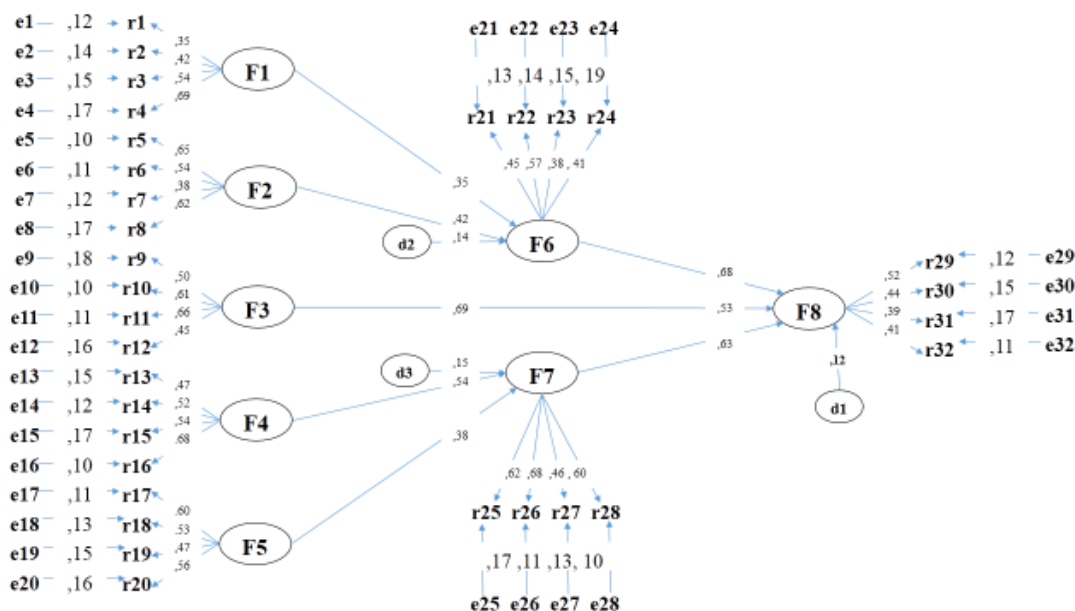 e1 ,12 r1
,35
e2 ,14 r2
,42
e3 ,15 r3
,54
e4 ,17 r4
,69
F1
e5 ,10 r5
,65
e6 ,11 r6
,54
e7 ,12 r7
,38
e8 ,17 r8
,62
F2
e9 ,18 r9
,50
e10 ,10 r10
,61
e11 ,11 r11
,66
e12 ,16 r12
,45
F3
e13 ,15 r13
,47
e14 ,12 r14
,52
e15 ,17 r15
,54
e16 ,10 r16
,68
F4
e17 ,11 r17
,60
e18 ,13 r18
,53
e19 ,15 r19
,47
e20 ,16 r20
,56
F5
e21 e22 e23 e24
,13 ,14 ,15, 19
r21 r22 r23 r24
,45 ,57 ,38 , 41
,35
,42
d2 ,14
F6
,69
d3 ,15
,54
F7
,38
,62 ,68 ,46 , 60
r25 r26 r27 r28
,17 ,11 ,13, 10
e25 e26 e27 e28
,68
,53
,63
F8
,12
d1
,52
r29 ,12 e29
,44
r30 ,15 e30
,39
r31 ,17 e31
,41
r32 ,11 e32